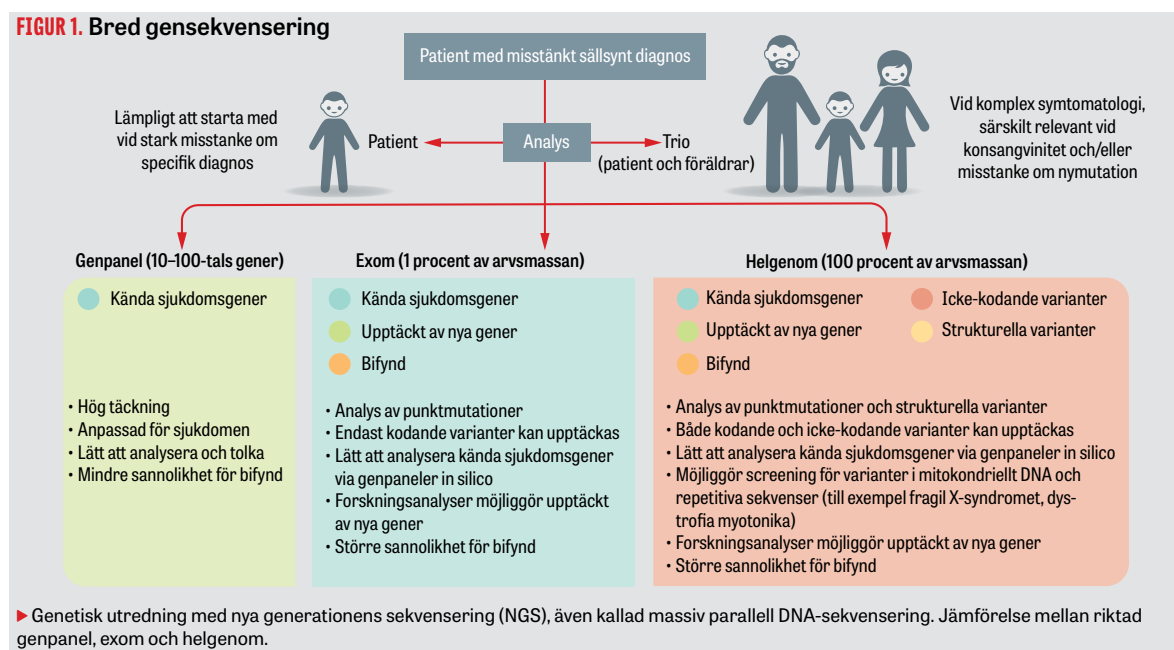 FIGUR 1. Bred gensekvensering
Patient med misstänkt sällsynt diagnos
Lämpligt att starta med
vid stark misstanke om
specifik diagnos
Patient
Analys
Trio
(patient och föräldrar)
Vid komplex symtomatologi,
särskilt relevant vid
konsangvinitet och/eller
misstanke om nymutation
Genpanel (10–100-tals gener)
Kända sjukdomsgener
• Hög täckning
• Anpassad för sjukdomen
• Lätt att analysera och tolka
• Mindre sannolikhet för bifynd
Exom (1 procent av arvsmassan)
Kända sjukdomsgener
Upptäckt av nya gener
Bifynd
• Analys av punktmutationer
• Endast kodande varianter kan upptäckas
• Lätt att analysera kända sjukdomsgener
via genpaneler in silico
• Forskningsanalyser möjliggör upptäckt
av nya gener
• Större sannolikhet för bifynd
Helgenom (100 procent av arvsmassan)
Kända sjukdomsgener
Upptäckt av nya gener
Bifynd
Icke-kodande varianter
Strukturella varianter
• Analys av punktmutationer och strukturella varianter
• Både kodande och icke-kodande varianter kan upptäckas
• Lätt att analysera kända sjukdomsgener via genpaneler in silico
• Möjliggör screening för varianter i mitokondriellt DNA och
repetitiva sekvenser (till exempel fragil X-syndromet, dys-
trofia myotonika)
• Forskningsanalyser möjliggör upptäckt av nya gener
• Större sannolikhet för bifynd
▶ Genetisk utredning med nya generationens sekvensering (NGS), även kallad massiv parallell DNA-sekvensering. Jämförelse mellan riktad
genpanel, exom och helgenom.